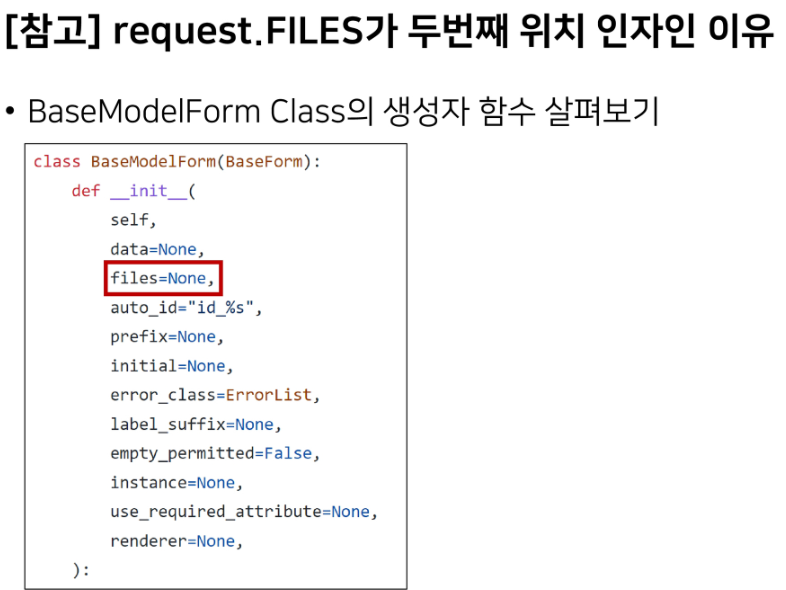 [참고] request.FILES가 두번째 위치 인자인 이유
• BaseModelForm Class의 생성자 함수 살펴보기
class BaseModelForm(BaseForm):
    def __init__(
        self,
        data=None,
        files=None,
        auto_id="id_%s",
        prefix=None,
        initial=None,
        error_class=ErrorList,
        label_suffix=None,
        empty_permitted=False,
        instance=None,
        use_required_attribute=None,
        renderer=None,
    ):